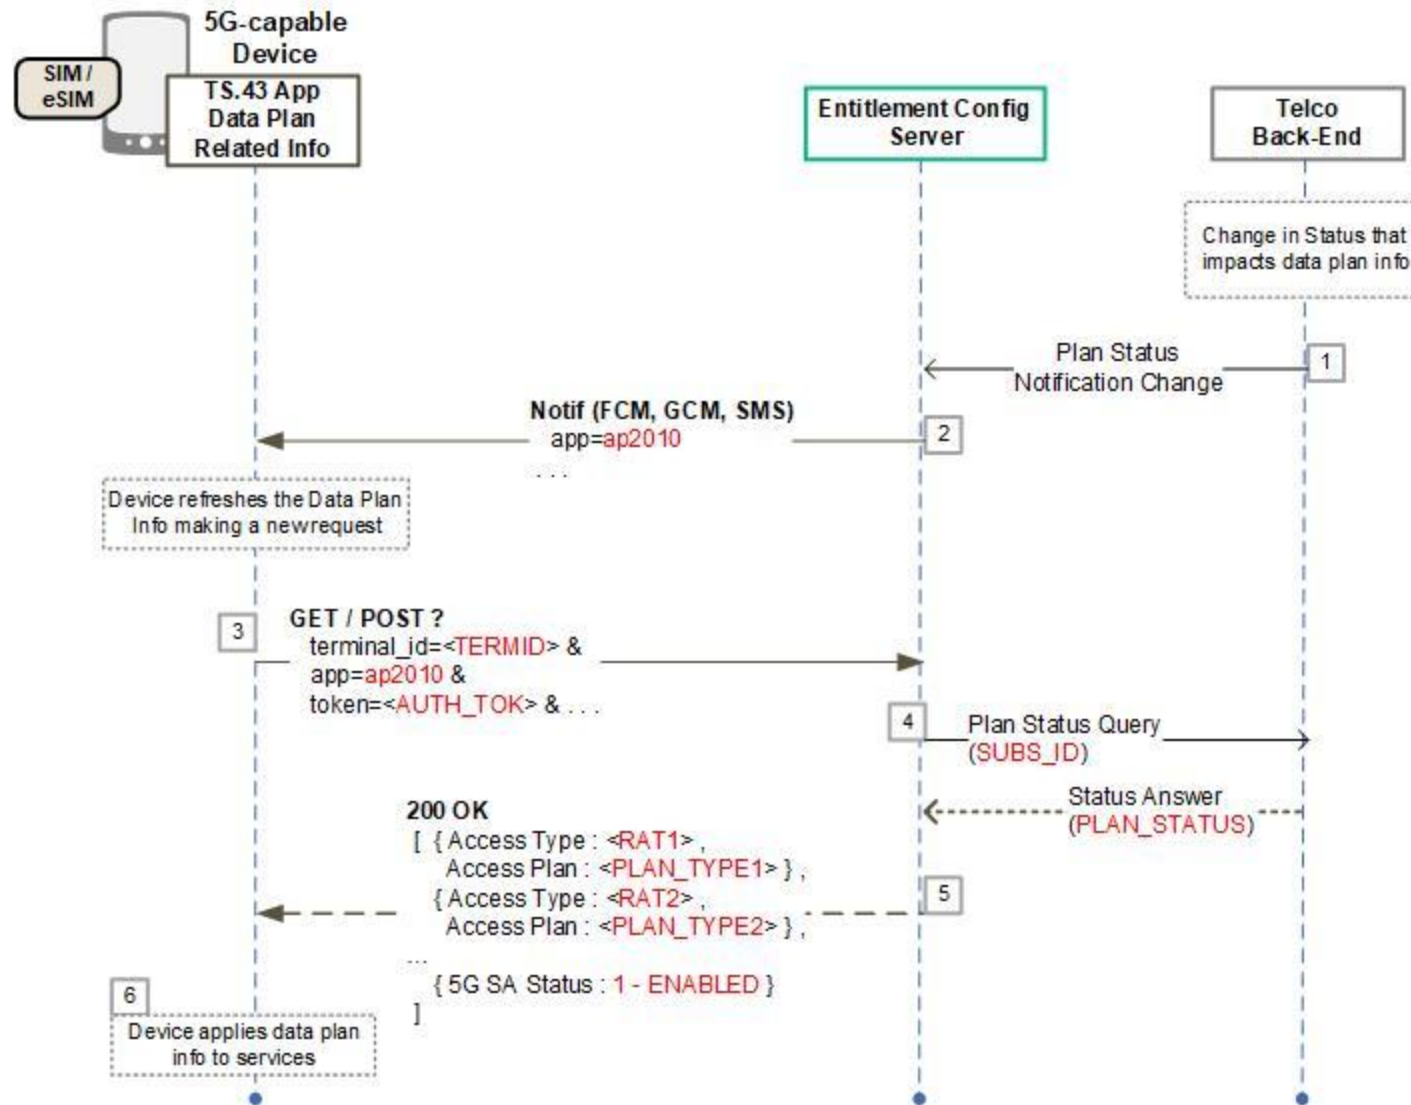 5G-capable
Device
SIM /
eSIM
TS.43 App
Data Plan
Related Info
Entitlement Config
Server
Telco
Back-End
Change in Status that
impacts data plan info
Plan Status
Notification Change
1
Notif (FCM, GCM, SMS)
app=ap2010
. . .
2
Device refreshes the Data Plan
Info making a new request
3
GET / POST ?
terminal_id=<TERMID> &
app=ap2010 &
token=<AUTH_TOK> & . . .
4
Plan Status Query
(SUBS_ID)
Status Answer
(PLAN_STATUS)
200 OK
[ { Access Type : <RAT1> ,
Access Plan : <PLAN_TYPE1> } ,
{ Access Type : <RAT2> ,
Access Plan : <PLAN_TYPE2> } ,
...
{ 5G SA Status : 1 - ENABLED }
]
5
6
Device applies data plan
info to services